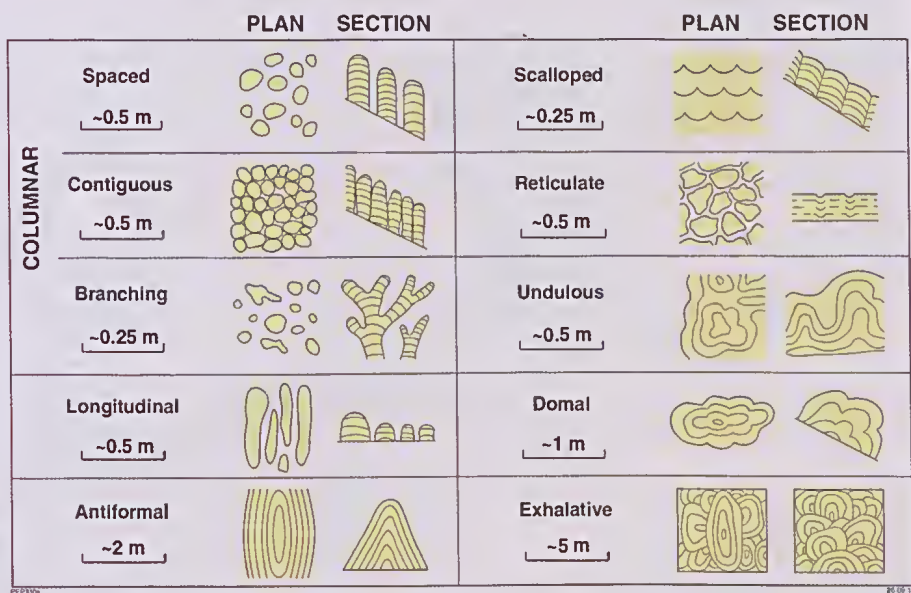 PLAN SECTION PLAN SECTION
COLUMNAR
Spaced
~0.5 m
Scalloped
~0.25 m
Contiguous
~0.5 m
Reticulate
~0.5 m
Branching
~0.25 m
Undulous
~0.5 m
Longitudinal
~0.5 m
Domal
~1 m
Antiformal
~2 m
Exhalative
~5 m